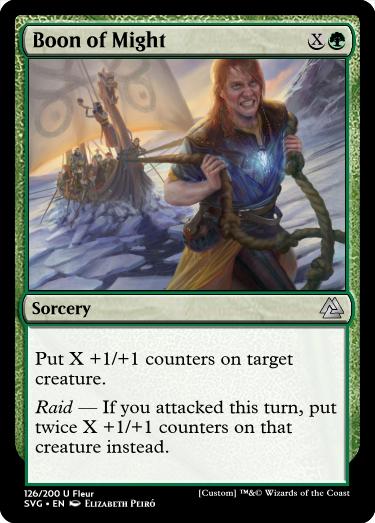 Boon of Might X
Sorcery
Put X +1/+1 counters on target
creature.
Raid — If you attacked this turn, put
twice X +1/+1 counters on that
creature instead.
126/200 U Fleur [Custom] ™&© Wizards of the Coast
SVG • EN Elizabeth Peiró